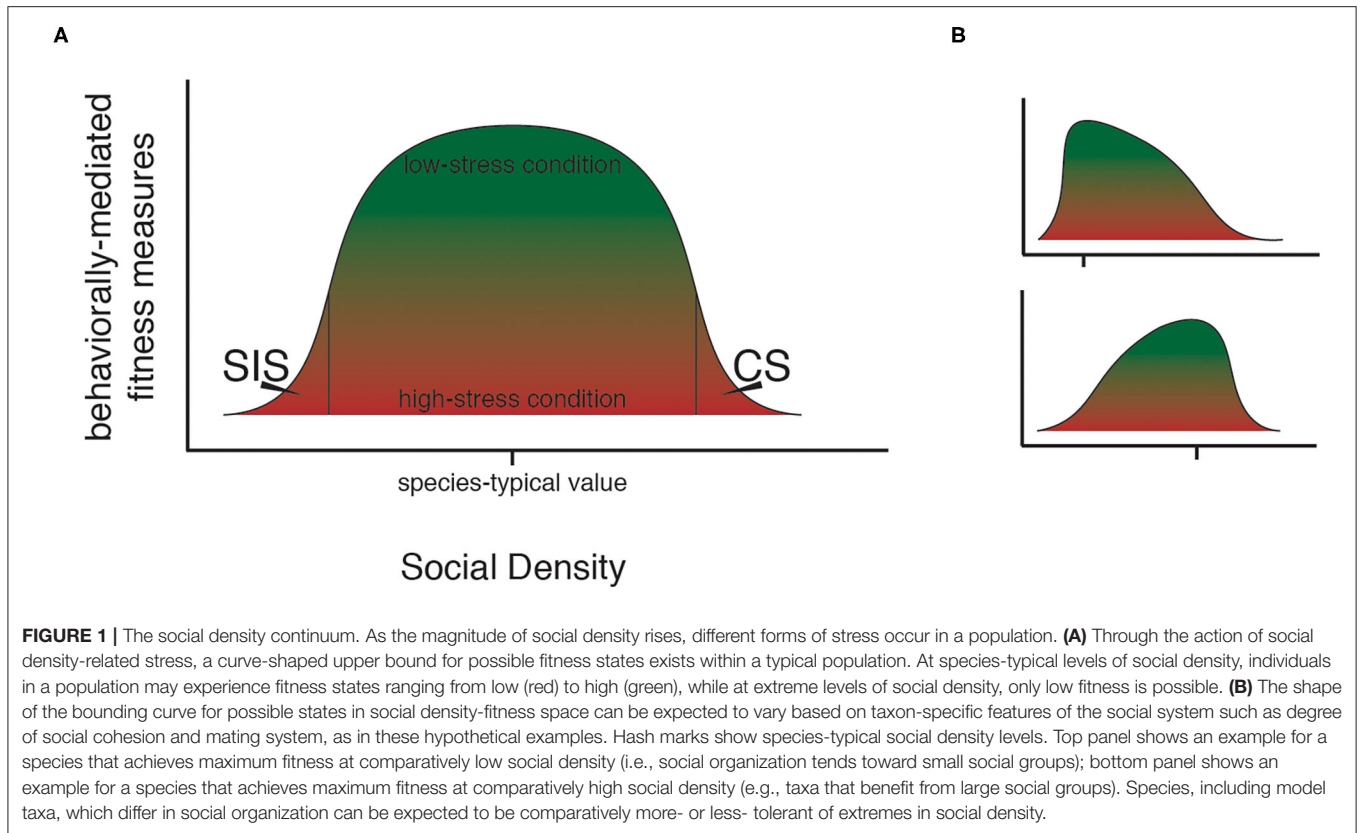 A
B
behaviorally-mediated
fitness measures
low-stress condition
SIS
CS
high-stress condition
species-typical value
Social Density
FIGURE 1 | The social density continuum. As the magnitude of social density rises, different forms of stress occur in a population. (A) Through the action of social
density-related stress, a curve-shaped upper bound for possible fitness states exists within a typical population. At species-typical levels of social density, individuals
in a population may experience fitness states ranging from low (red) to high (green), while at extreme levels of social density, only low fitness is possible. (B) The shape
of the bounding curve for possible states in social density-fitness space can be expected to vary based on taxon-specific features of the social system such as degree
of social cohesion and mating system, as in these hypothetical examples. Hash marks show species-typical social density levels. Top panel shows an example for a
species that achieves maximum fitness at comparatively low social density (i.e., social organization tends toward small social groups); bottom panel shows an
example for a species that achieves maximum fitness at comparatively high social density (e.g., taxa that benefit from large social groups). Species, including model
taxa, which differ in social organization can be expected to be comparatively more- or less- tolerant of extremes in social density.